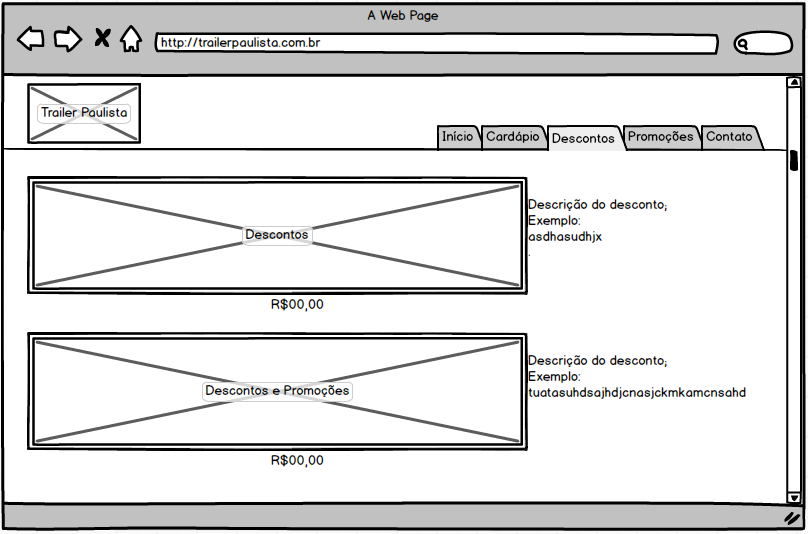 A Web Page
http://trailerpaulista.com.br
Trailer Paulista
Início
Cardápio
Descontos
Promoções
Contato
Descontos
Descrição do desconto;
Exemplo:
asdhasudhjx
.
R$00,00
Descontos e Promoções
Descrição do desconto;
Exemplo:
tuatasuhdsajhdjcnasjckmkamcnsahd
R$00,00